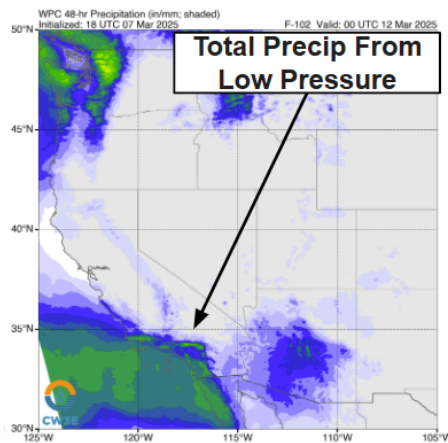 WPC 48-hr Precipitation (in/mm; shaded)
Initialized: 18 UTC 07 Mar 2025 F-102 Valid: 00 UTC 12 Mar 2025
Total Precip From
Low Pressure
50°N
45°N
40°N
35°N
30°N
CW3E
125°W 120°W 115°W 110°W 105°W